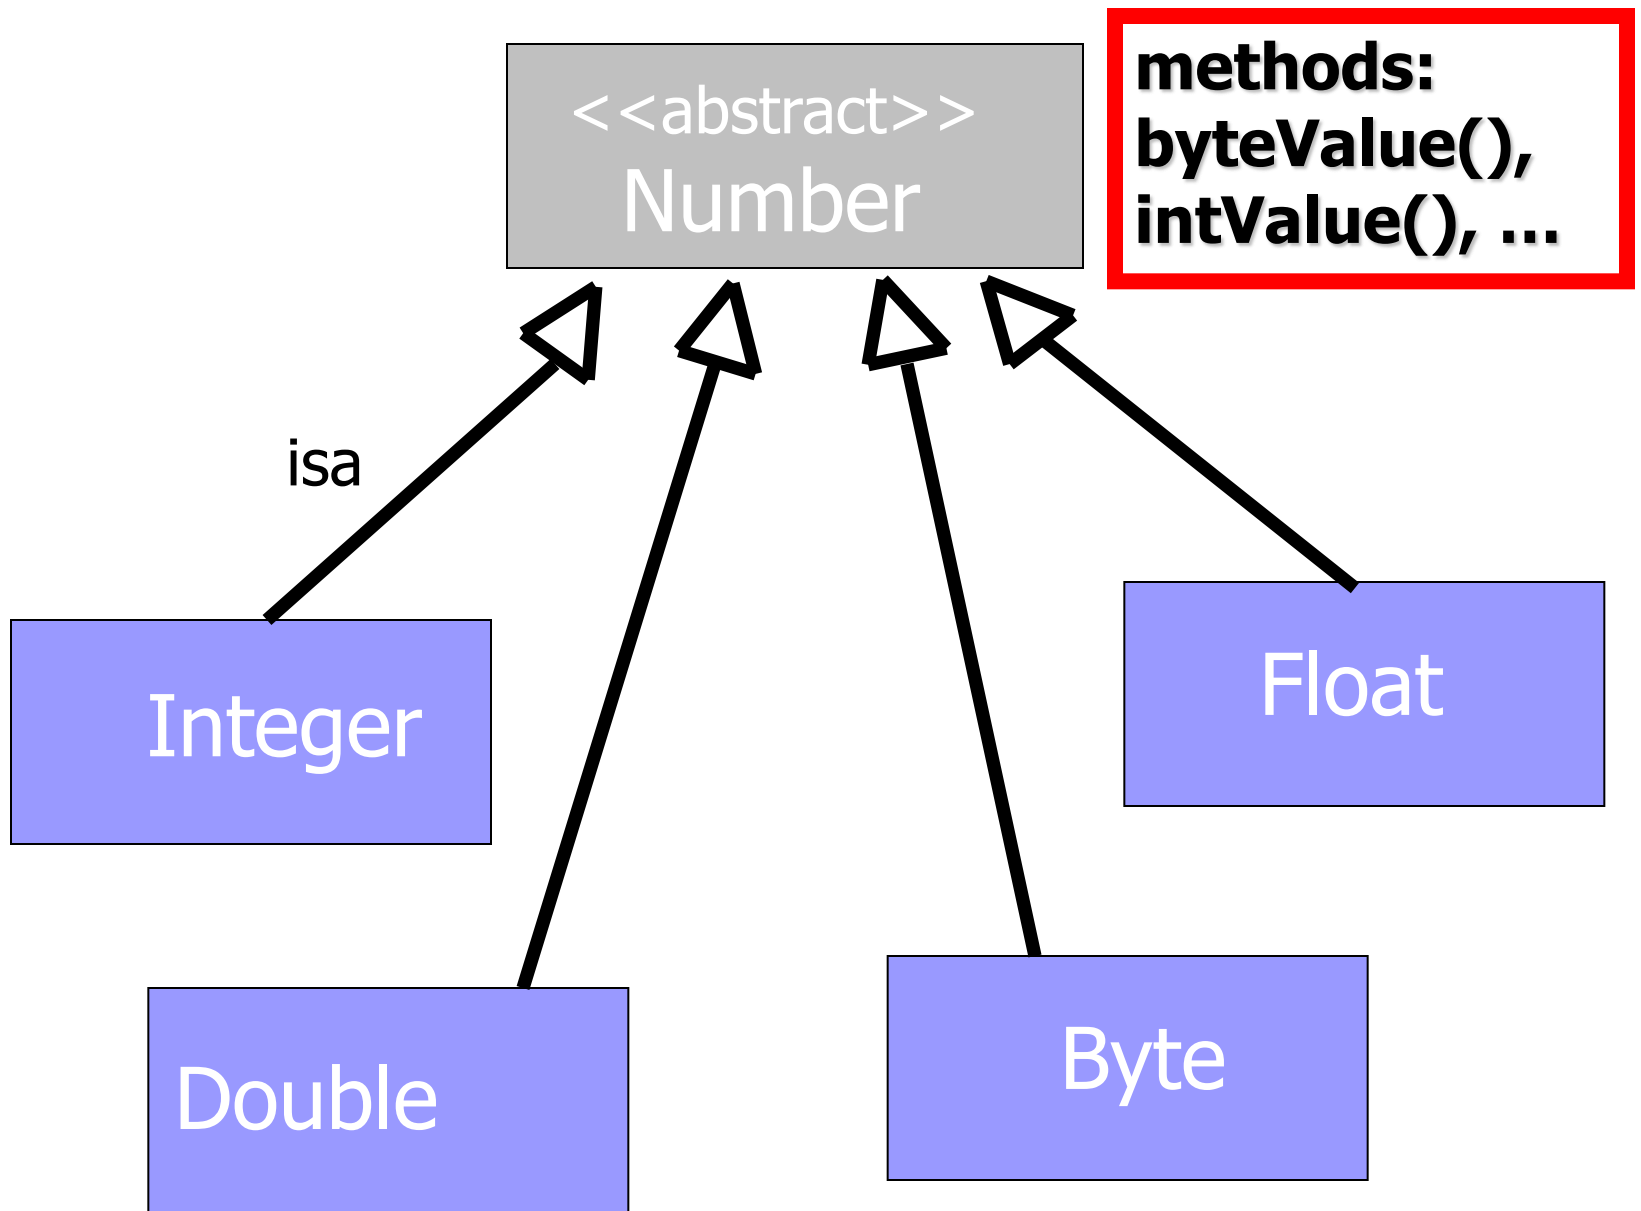 <<abstract>>
Number
methods:
byteValue(),
intValue(), ...
isa
Integer
Float
Double
Byte